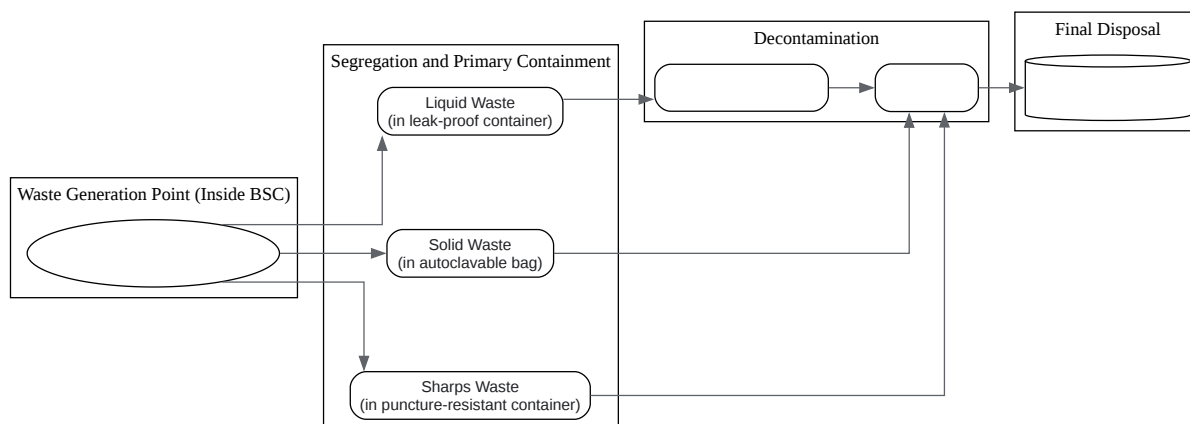 Waste Generation Point (Inside BSC)
Segregation and Primary Containment
Liquid Waste
(in leak-proof container)
Solid Waste
(in autoclavable bag)
Sharps Waste
(in puncture-resistant container)
Decontamination
Final Disposal